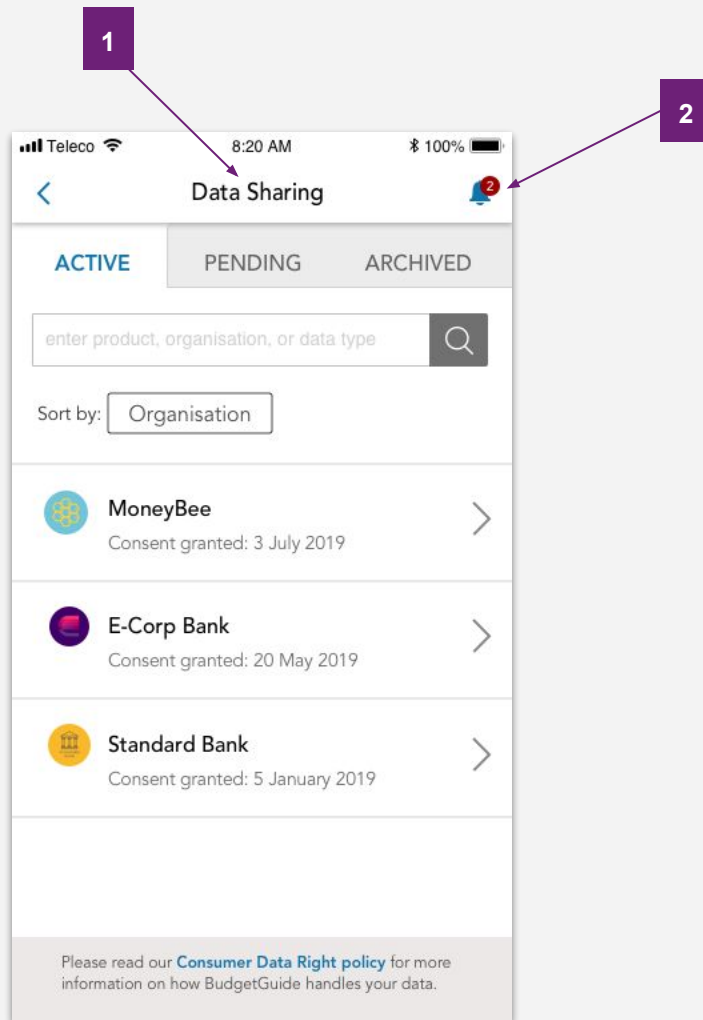 1
2
Teleco 8:20 AM 100%
Data Sharing 2
ACTIVE PENDING ARCHIVED
enter product, organisation, or data type
Sort by: Organisation
MoneyBee
Consent granted: 3 July 2019
E-Corp Bank
Consent granted: 20 May 2019
Standard Bank
Consent granted: 5 January 2019
Please read our Consumer Data Right policy for more
information on how BudgetGuide handles your data.